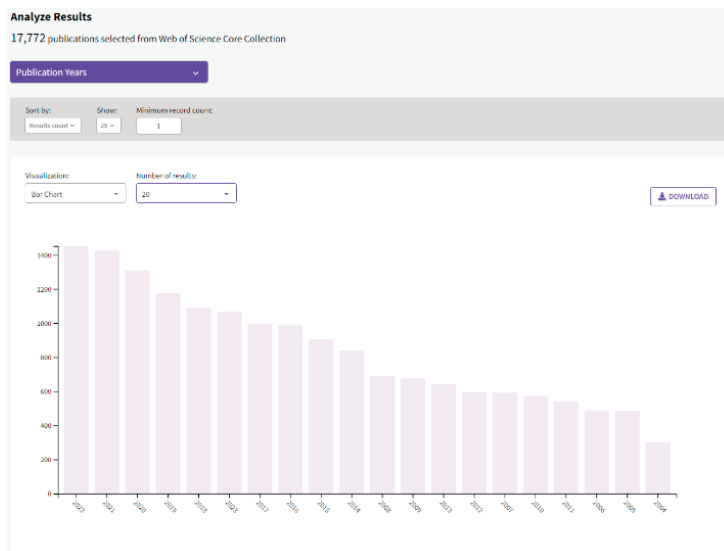 Analyze Results
17,772 publications selected from Web of Science Core Collection
Publication Years
Sort by: Show: Minimum record count:
Results count 25 1
Visualization: Number of results:
Bar Chart 20
DOWNLOAD
1400
1200
1000
800
600
400
200
0
2022 2021 2020 2019 2018 2023 2017 2016 2015 2014 2008 2009 2013 2012 2007 2010 2011 2006 2005 2004